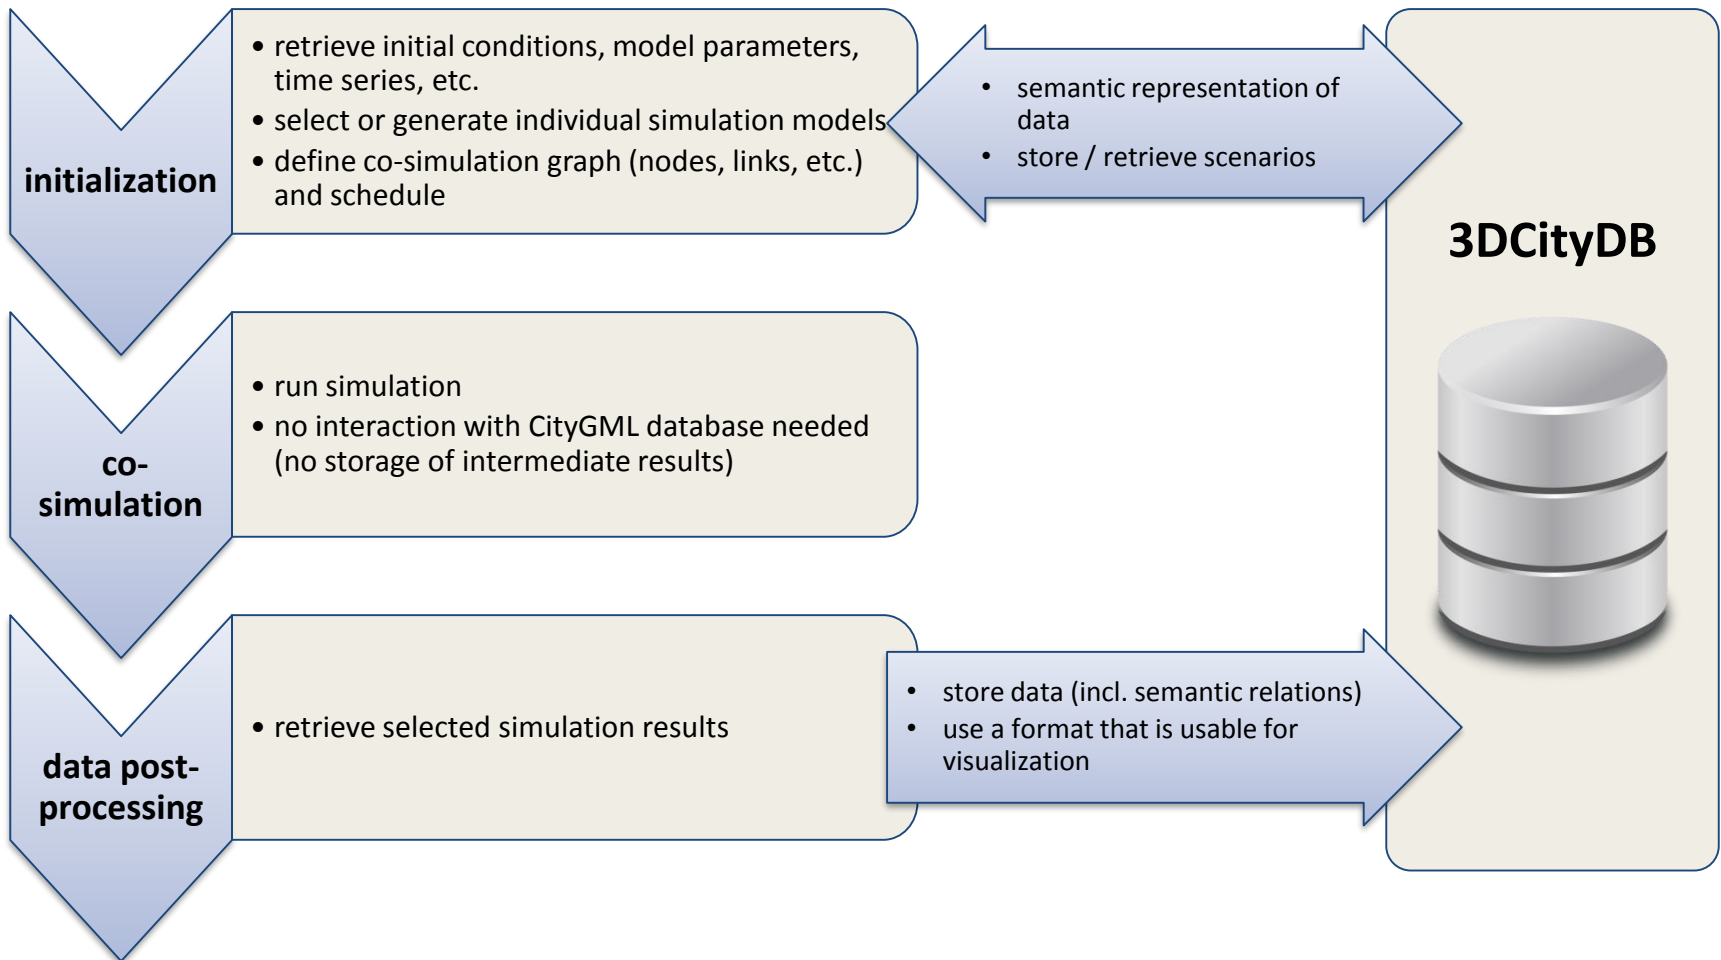 initialization
• retrieve initial conditions, model parameters,
time series, etc.
• select or generate individual simulation models
• define co-simulation graph (nodes, links, etc.)
and schedule
• semantic representation of
data
• store / retrieve scenarios
3DCityDB
co-
simulation
• run simulation
• no interaction with CityGML database needed
(no storage of intermediate results)
data post-
processing
• retrieve selected simulation results
• store data (incl. semantic relations)
• use a format that is usable for
visualization